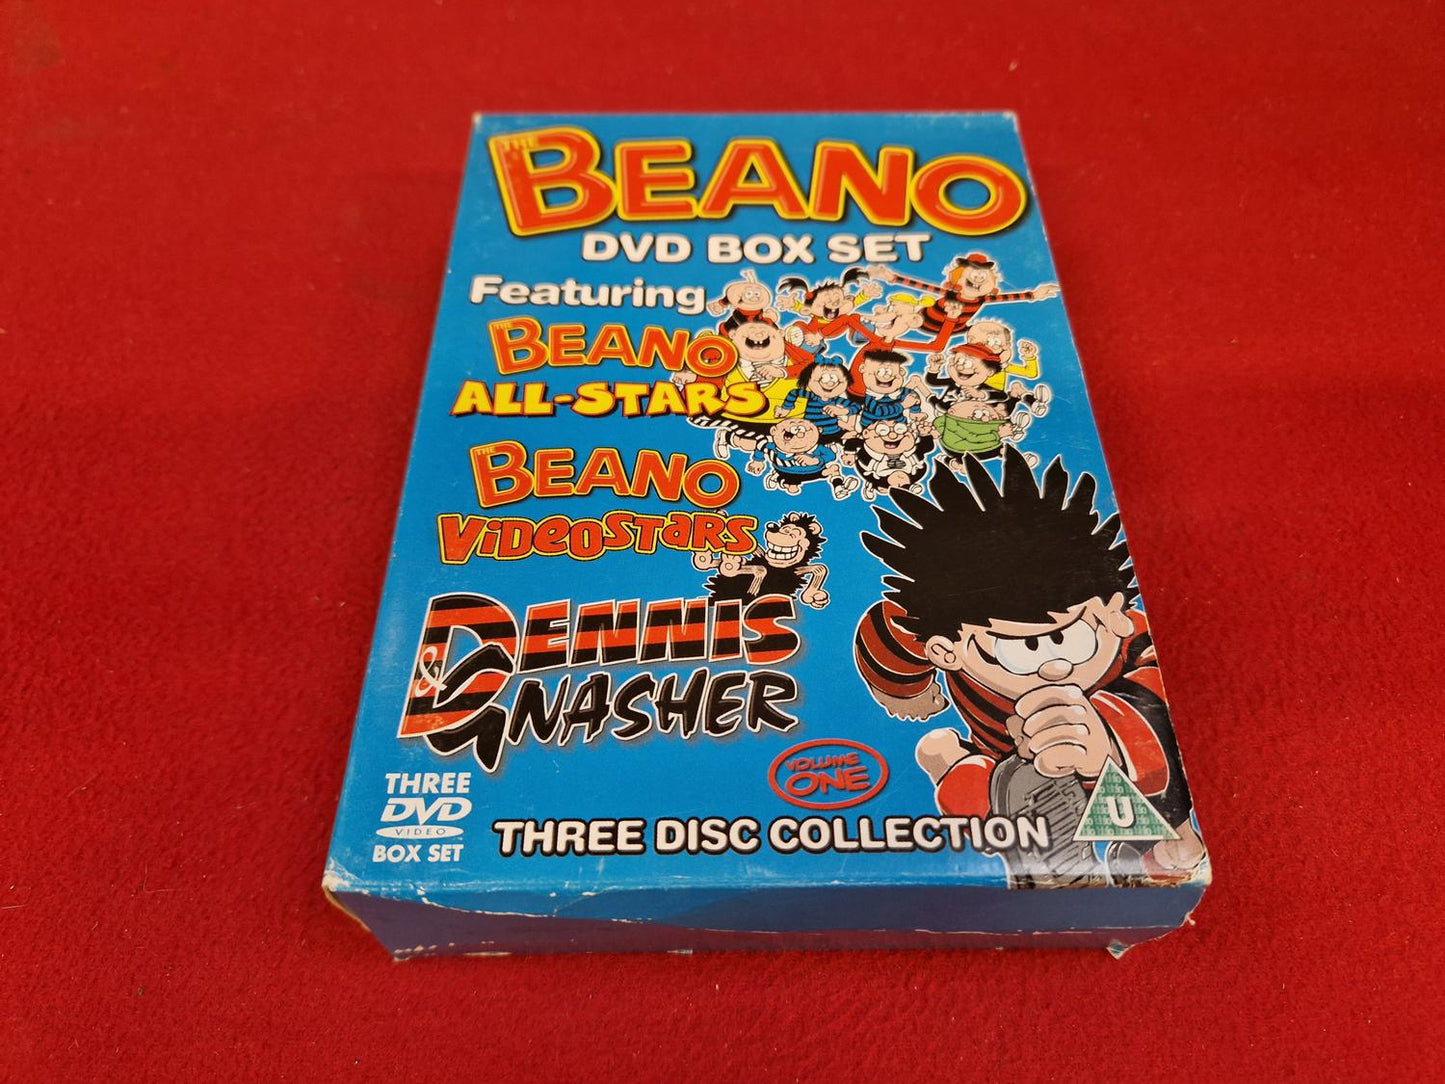 THE BEANO
DVD BOX SET
Featuring
THE BEANO
ALL-STARS
THE BEANO
ViDeoSTaRS
DENNIS
& GNASHER
VOLUME
ONE
THREE
DVD
VIDEO
BOX SET
THREE DISC COLLECTION
U